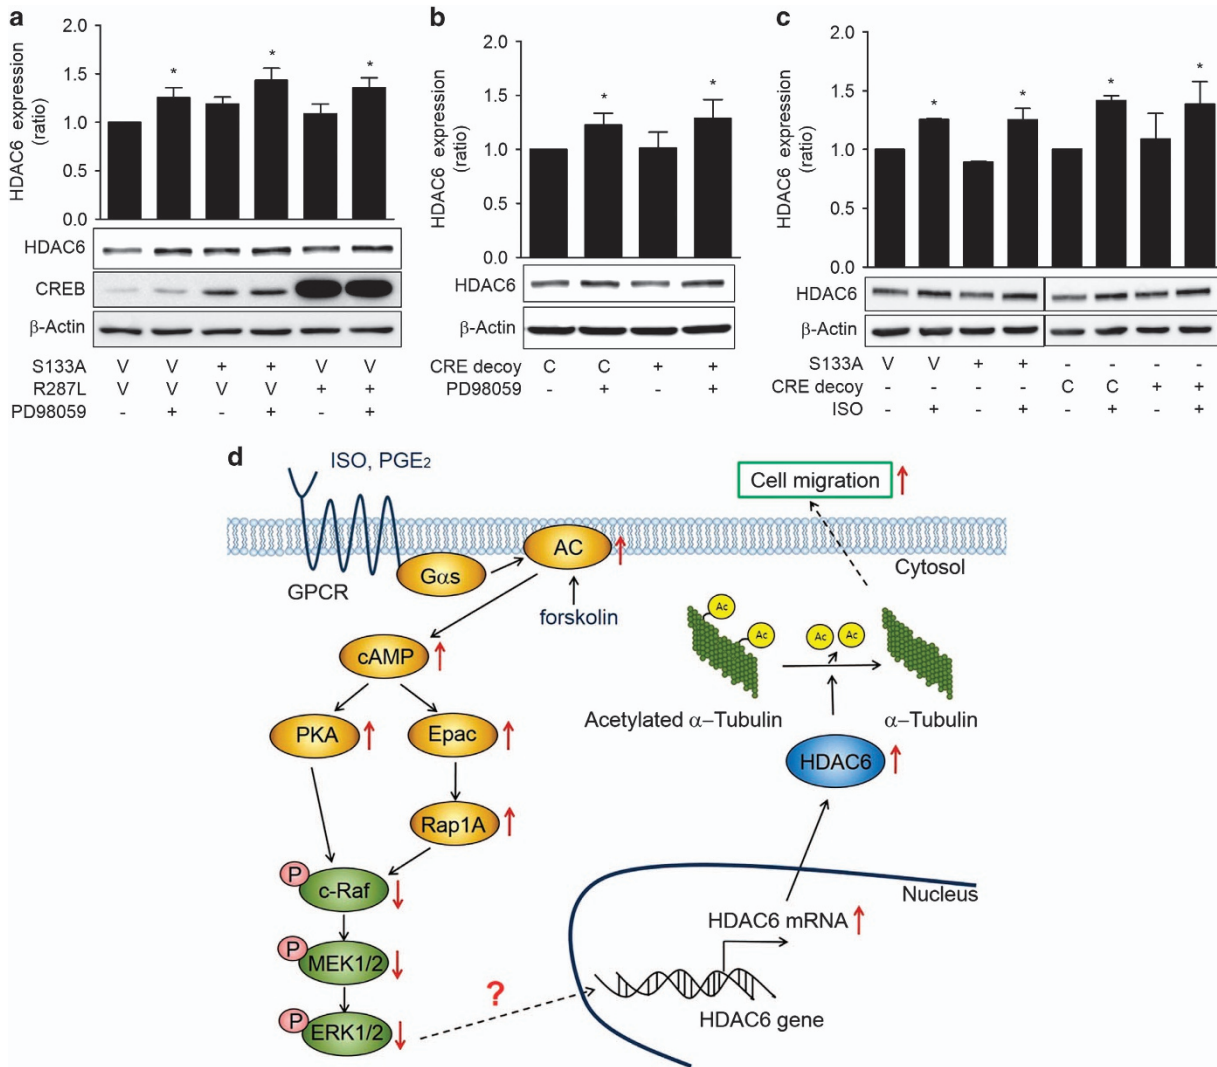 a
HDAC6 expression
(ratio)
2.0
1.5
1.0
0.5
0.0
* * *
HDAC6
CREB
β-Actin
S133A V V + + V V
R287L V V V V + +
PD98059 - + - + - +
b
HDAC6 expression
(ratio)
2.0
1.5
1.0
0.5
0.0
* *
HDAC6
β-Actin
CRE decoy C C + +
PD98059 - + - +
c
HDAC6 expression
(ratio)
2.0
1.5
1.0
0.5
0.0
* * * *
HDAC6
β-Actin
S133A V V + + - - - -
CRE decoy - - - - C C + +
ISO - + - + - + - +
d
ISO, PGE₂
Cell migration
AC
Gαs
GPCR
Cytosol
forskolin
Ac
Ac
Ac Ac
cAMP
Acetylated α–Tubulin
α–Tubulin
PKA
Epac
HDAC6
Rap1A
P
c-Raf
Nucleus
HDAC6 mRNA
P
MEK1/2
?
HDAC6 gene
P
ERK1/2